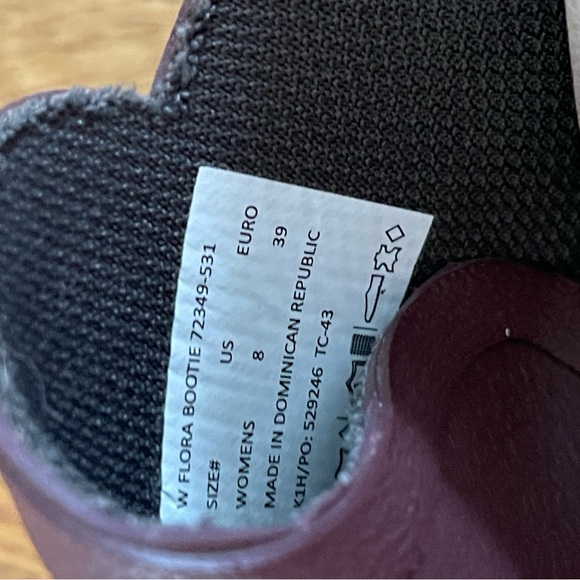 W FLORA BOOTIE 72349-531
SIZE# US EURO
WOMENS 8 39
MADE IN DOMINICAN REPUBLIC
K1H/PO: 529246 TC-43